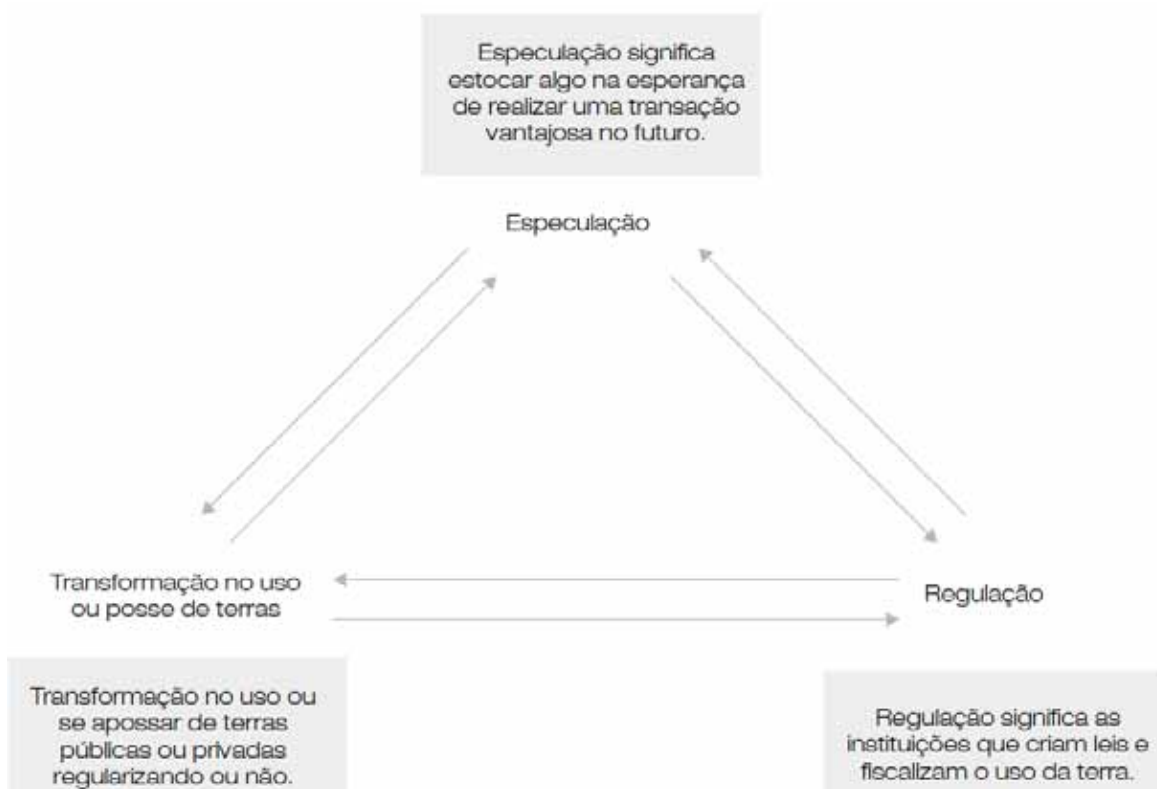 Especulação significa
estocar algo na esperança
de realizar uma transação
vantajosa no futuro.
Especulação
Transformação no uso
ou posse de terras
Regulação
Transformação no uso ou
se apossar de terras
públicas ou privadas
regularizando ou não.
Regulação significa as
instituições que criam leis e
fiscalizam o uso da terra.